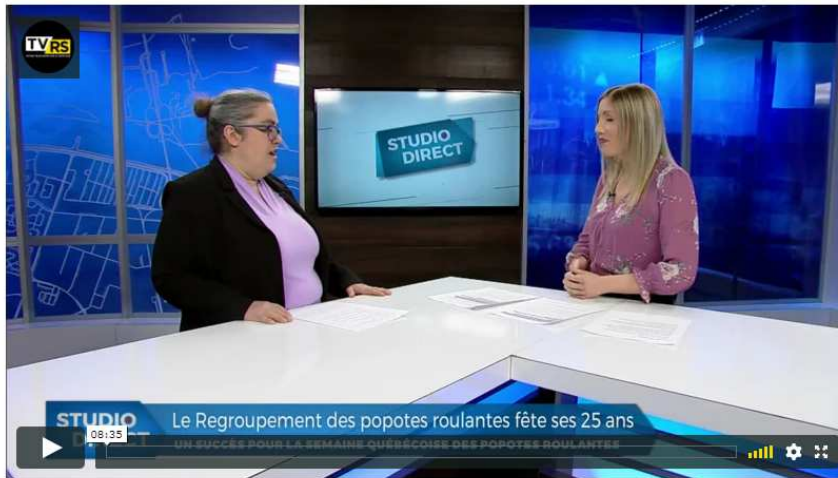 TVRS
STUDIO
DIRECT
STUDIO
DIRECT
Le Regroupement des popotes roulantes fête ses 25 ans
UN SUCCÈS POUR LA SEMAINE QUÉBÉCOISE DES POPOTES ROULANTES
08:35